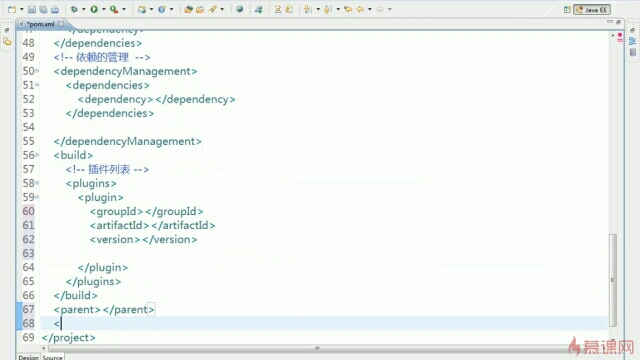 *pom.xml
Java EE
47 </dependency>
48 </dependencies>
49 <!-- 依赖的管理 -->
50 <dependencyManagement>
51 <dependencies>
52 <dependency></dependency>
53 </dependencies>
54
55 </dependencyManagement>
56 <build>
57 <!-- 插件列表 -->
58 <plugins>
59 <plugin>
60 <groupId></groupId>
61 <artifactId></artifactId>
62 <version></version>
63
64 </plugin>
65 </plugins>
66 </build>
67 <parent></parent>
68 <
69 </project>
Design Source
慕课网